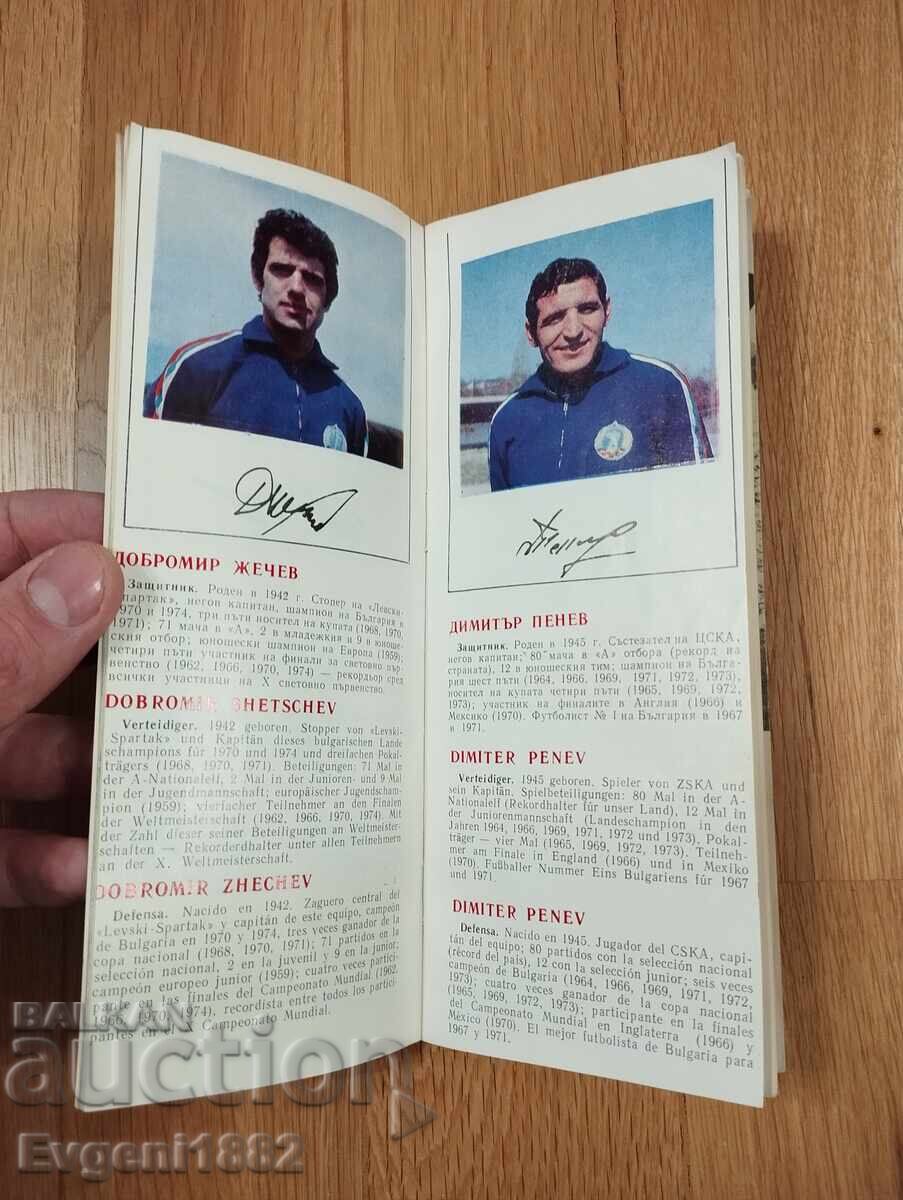 ДОБРОМИР ЖЕЧЕВ
Защитник. Роден в 1942 г. Стопер на «Левски-
Спартак», негов капитан, шампион на България в
1970 и 1974, три пъти носител на купата (1968, 1970,
1971); 71 мача в «А», 2 в младежкия и 9 в юноше-
ския отбор; юношески шампион на Европа (1959);
четири пъти участник на финали за световно пър-
венство (1962, 1966, 1970, 1974) — рекордьор сред
всички участници на X световно първенство.
DOBROMIR SHETSCHEV
Verteidiger. 1942 geboren. Stopper von «Levski-
Spartak» und Kapitän dieses bulgarischen Lande
schampions für 1970 und 1974 und dreifachen Pokal-
trägers (1968, 1970, 1971). Beteiligungen: 71 Mal in
der A-Nationalelf, 2 Mal in der Junioren- und 9 Mal
in der Jugendmannschaft; europäischer Jugendscham-
pion (1959); vierfacher Teilnehmer an den Finalen
der Weltmeisterschaft (1962, 1966, 1970, 1974). Mit
der Zahl dieser seiner Beteiligungen an Weltmeister-
schaften — Rekorderdhalter unter allen Teilnehmern
an der X. Weltmeisterschaft.
DOBROMIR ZHECHEV
Defensa. Nacido en 1942. Zaguero central del
«Levski-Spartak» y capitán de este equipo, campeón
de Bulgaria en 1970 y 1974, tres veces ganador de la
copa nacional (1968, 1970, 1971); 71 partidos en la
selección nacional, 2 en la juvenil y 9 en la junior;
campeón europeo junior (1959); cuatro veces partici-
pante en las finales del Campeonato Mundial (1962,
1966, 1970, 1974), recordista entre todos los partici-
pantes en el X Campeonato Mundial.
ДИМИТЪР ПЕНЕВ
Защитник. Роден в 1945 г. Състезател на ЦСКА,
негов капитан; 80 мача в «А» отбора (рекорд на
страната), 12 в юношеския тим; шампион на Бълга-
рия шест пъти (1964, 1966, 1969, 1971, 1972, 1973),
носител на купата четири пъти (1965, 1969, 1972,
1973); участник на финалите в Англия (1966) и
Мексико (1970). Футболист № 1 на България в 1967
и 1971.
DIMITER PENEV
Verteidiger. 1945 geboren. Spieler von ZSKA und
sein Kapitän. Spielbeteiligungen: 80 Mal in der A-
Nationalelf (Rekordhalter für unser Land), 12 Mal in
der Juniorenmannschaft (Landeschampion in den
Jahren 1964, 1966, 1969, 1971, 1972 und 1973). Pokal-
träger — vier Mal (1965, 1969, 1972, 1973). Teilneh-
mer am Finale in England (1966) und in Mexiko
(1970). Fußballer Nummer Eins Bulgariens für 1967
und 1971.
DIMITER PENEV
Defensa. Nacido en 1945. Jugador del CSKA, capi-
tán del equipo; 80 partidos con la selección nacional
(récord del país), 12 con la selección junior; seis veces
campeón de Bulgaria (1964, 1966, 1969, 1971, 1972,
1973); cuatro veces ganador de la copa nacional
(1965, 1969, 1972, 1973); participante en la finales
del Campeonato Mundial en Inglaterra (1966) y
México (1970). El mejor futbolista de Bulgaria para
1967 y 1971.
BALKAN
auction
Evgeni1882